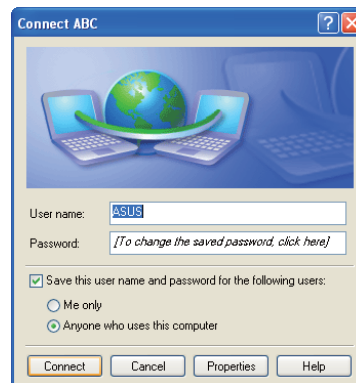 Connect ABC
User name: ASUS
Password: [To change the saved password, click here]
Save this user name and password for the following users:
Me only
Anyone who uses this computer
Connect Cancel Properties Help